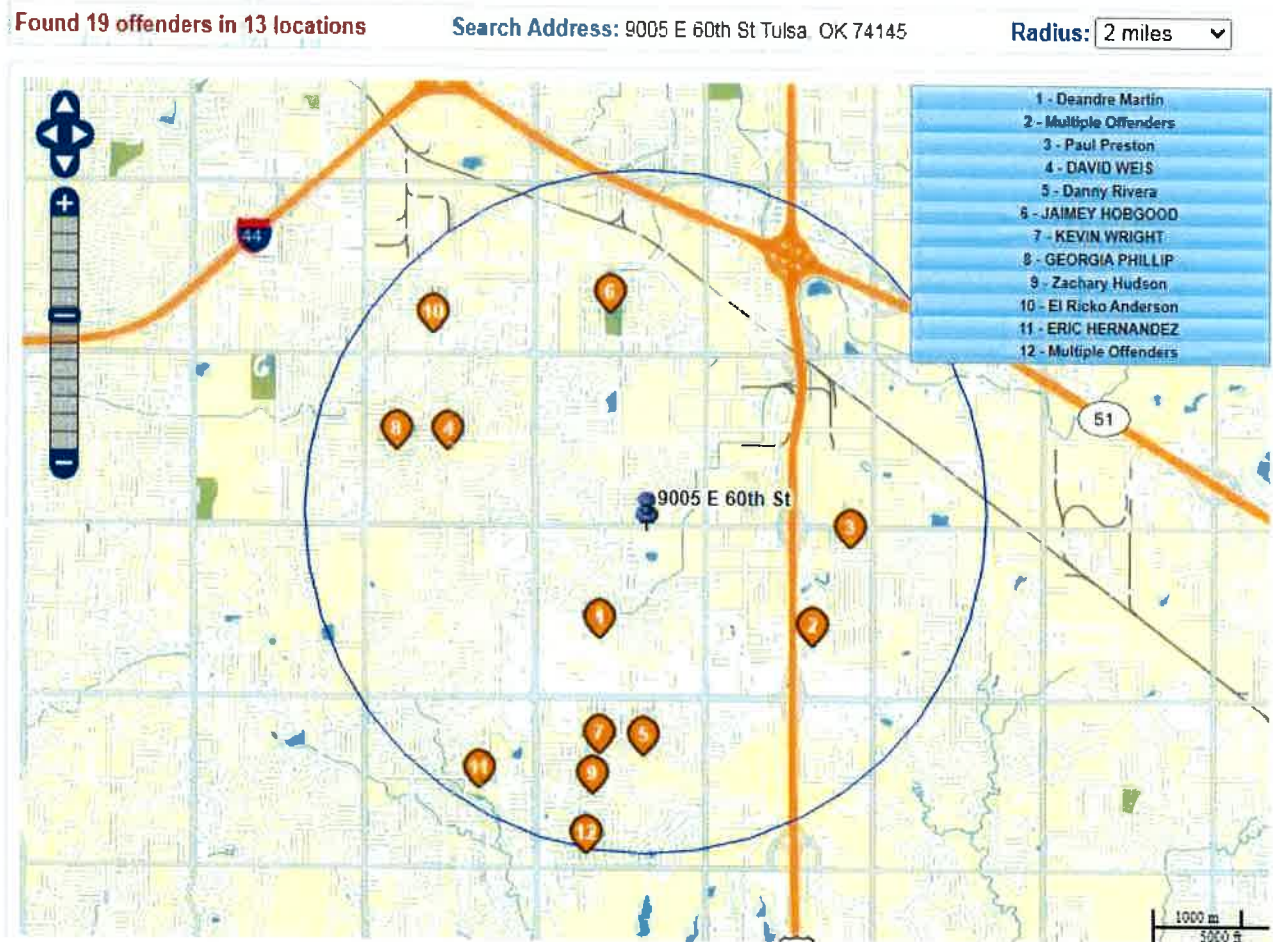 Found 19 offenders in 13 locations
Search Address: 9005 E 60th St Tulsa, OK 74145
Radius: 2 miles
1 - Deandre Martin
2 - Multiple Offenders
3 - Paul Preston
4 - DAVID WEIS
5 - Danny Rivera
6 - JAIMEY HOBGOOD
7 - KEVIN WRIGHT
8 - GEORGIA PHILLIP
9 - Zachary Hudson
10 - El Ricko Anderson
11 - ERIC HERNANDEZ
12 - Multiple Offenders
44
6
10
8
4
51
9005 E 60th St
3
1
2
7
5
11
9
12
1000 m
5000 ft